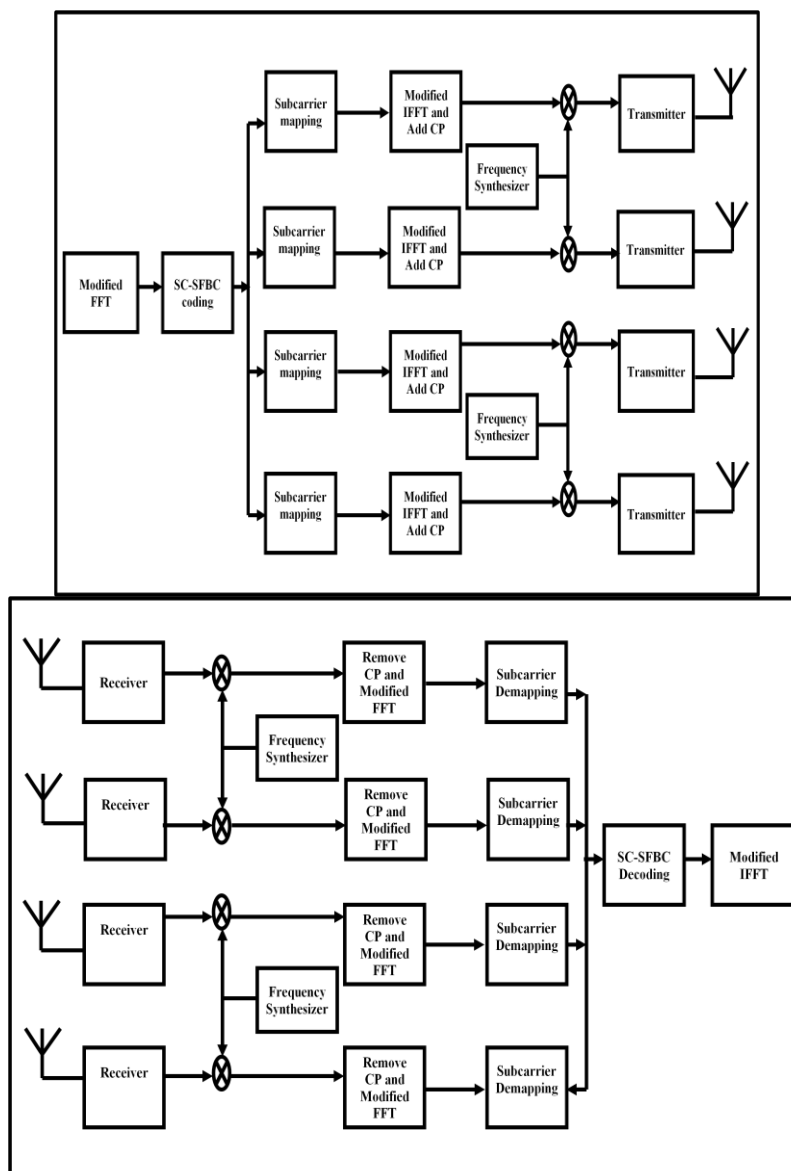 Subcarrier
mapping
Modified
IFFT and
Add CP
Transmitter
Frequency
Synthesizer
Subcarrier
mapping
Modified
IFFT and
Add CP
Transmitter
Modified
FFT
SC-SFBC
coding
Subcarrier
mapping
Modified
IFFT and
Add CP
Transmitter
Frequency
Synthesizer
Subcarrier
mapping
Modified
IFFT and
Add CP
Transmitter
Receiver
Remove
CP and
Modified
FFT
Subcarrier
Demapping
Frequency
Synthesizer
Receiver
Remove
CP and
Modified
FFT
Subcarrier
Demapping
SC-SFBC
Decoding
Modified
IFFT
Receiver
Remove
CP and
Modified
FFT
Subcarrier
Demapping
Frequency
Synthesizer
Receiver
Remove
CP and
Modified
FFT
Subcarrier
Demapping